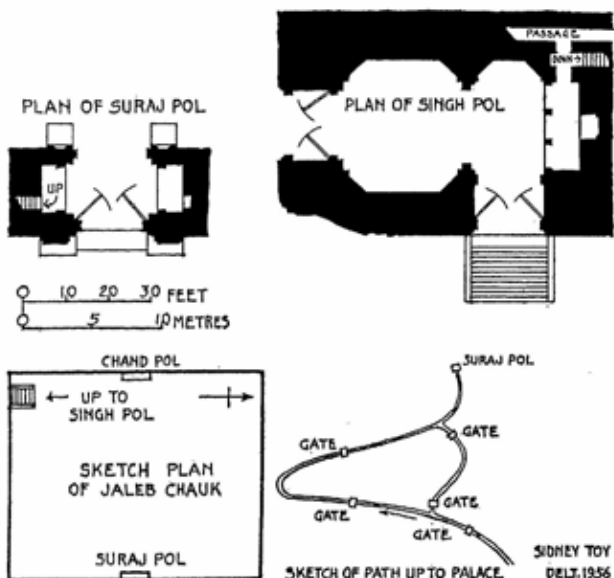 PLAN OF SURAJ POL
UP
PASSAGE
DOWN
PLAN OF SINGH POL
0 10 20 30 FEET
0 5 10 METRES
CHAND POL
← UP TO
SINGH POL
SKETCH PLAN
OF JALEB CHAUK
SURAJ POL
SURAJ POL
GATE
GATE
GATE
GATE
GATE
SKETCH OF PATH UP TO PALACE
SIDNEY TOY
DELT. 1956